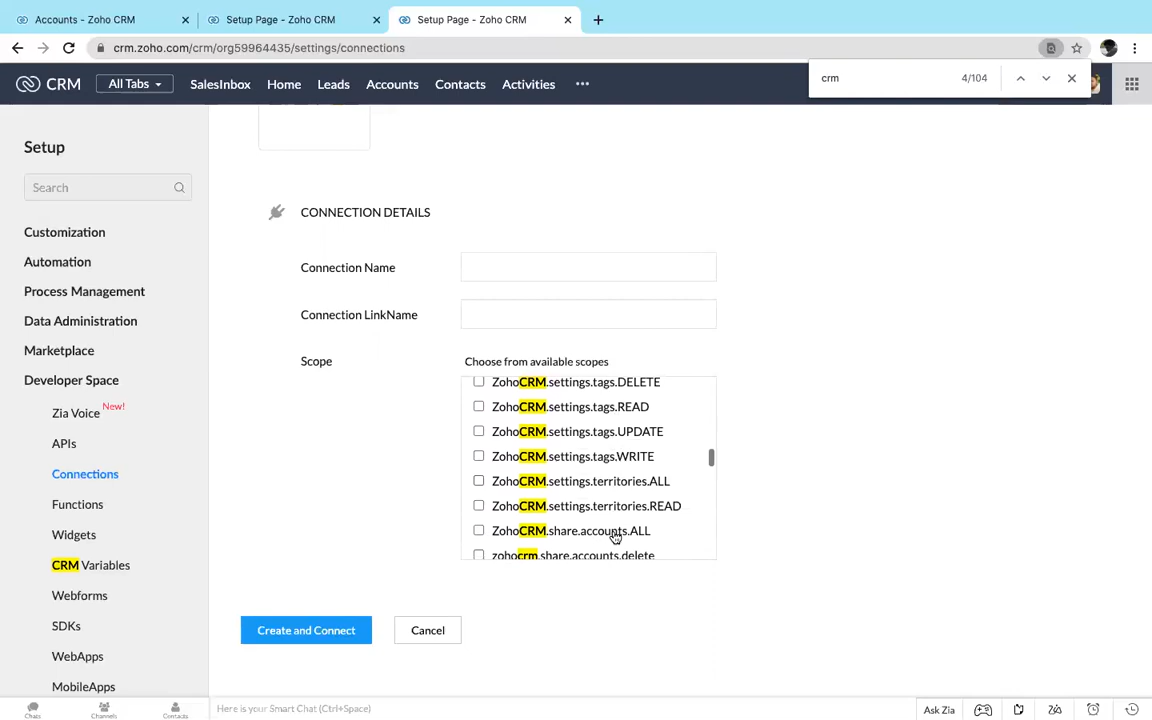 Accounts - Zoho CRM
Setup Page - Zoho CRM
Setup Page - Zoho CRM
crm.zoho.com/crm/org59964435/settings/connections
crm
4/104
CRM
All Tabs
SalesInbox
Home
Leads
Accounts
Contacts
Activities
Setup
Search
Customization
Automation
Process Management
Data Administration
Marketplace
Developer Space
Zia Voice New!
APIs
Connections
Functions
Widgets
CRM Variables
Webforms
SDKs
WebApps
MobileApps
CONNECTION DETAILS
Connection Name
Connection LinkName
Scope
Choose from available scopes
ZohoCRM.settings.tags.DELETE
ZohoCRM.settings.tags.READ
ZohoCRM.settings.tags.UPDATE
ZohoCRM.settings.tags.WRITE
ZohoCRM.settings.territories.ALL
ZohoCRM.settings.territories.READ
ZohoCRM.share.accounts.ALL
zohocrm.share.accounts.delete
Create and Connect
Cancel
Chats
Channels
Contacts
Here is your Smart Chat (Ctrl+Space)
Ask Zia